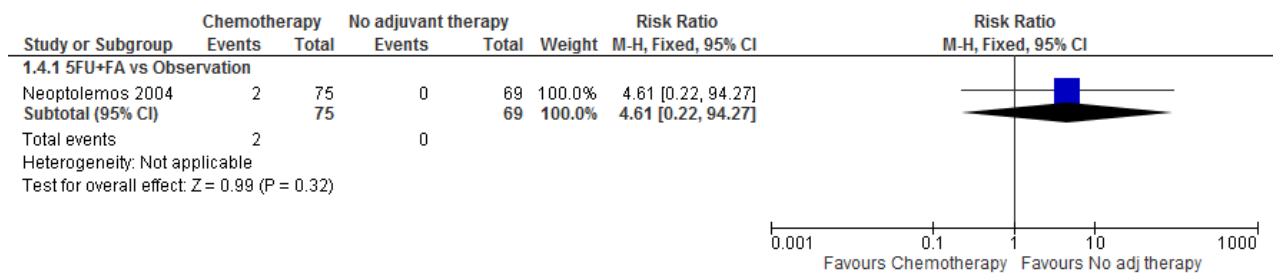 Chemotherapy No adjuvant therapy Risk Ratio Risk Ratio
Study or Subgroup Events Total Events Total Weight M-H, Fixed, 95% CI M-H, Fixed, 95% CI
1.4.1 5FU+FA vs Observation
Neoptolemos 2004 2 75 0 69 100.0% 4.61 [0.22, 94.27]
Subtotal (95% CI) 75 69 100.0% 4.61 [0.22, 94.27]
Total events 2 0
Heterogeneity: Not applicable
Test for overall effect: Z = 0.99 (P = 0.32)
0.001 0.1 1 10 1000
Favours Chemotherapy Favours No adj therapy